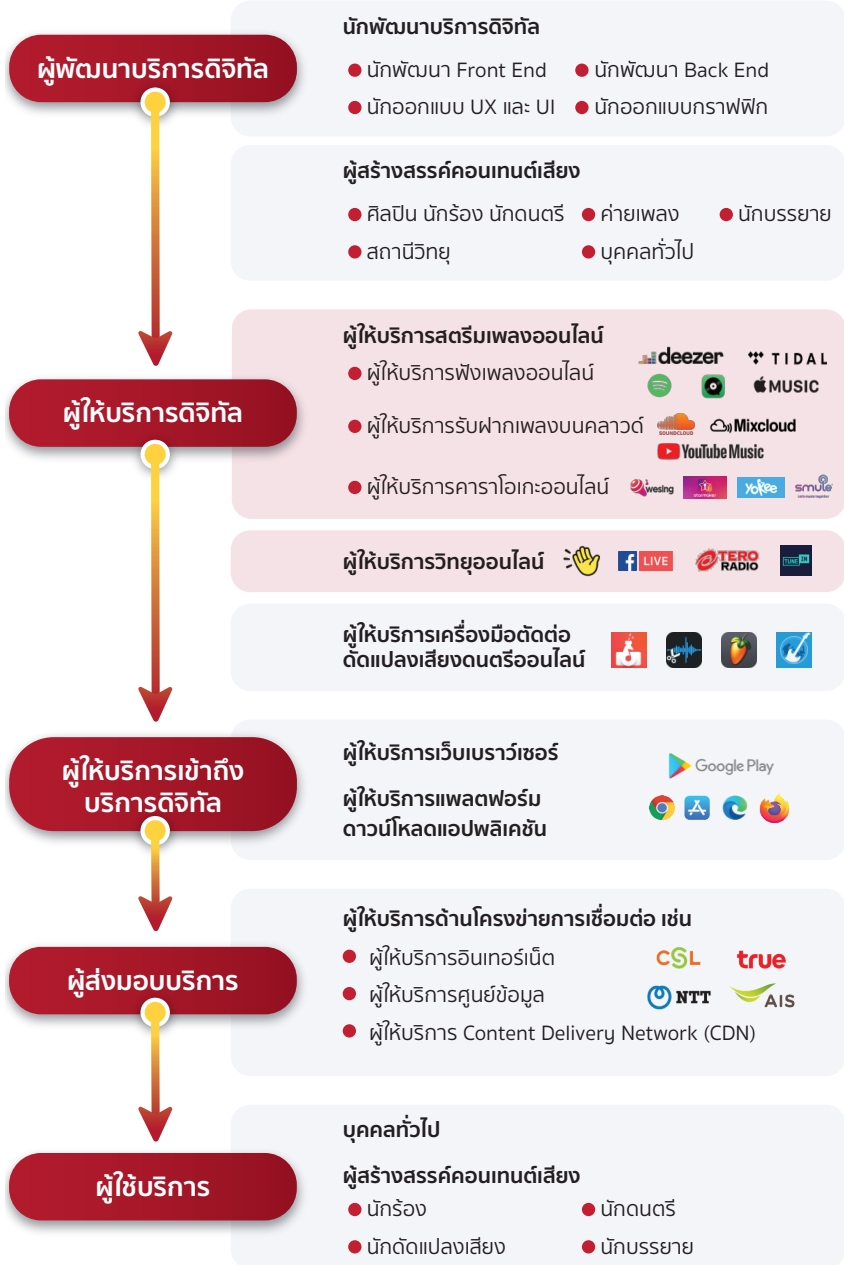 ผู้พัฒนาบริการดิจิทัล
นักพัฒนาบริการดิจิทัล
นักพัฒนา Front End นักพัฒนา Back End
นักออกแบบ UX และ UI นักออกแบบกราฟฟิก
ผู้สร้างสรรค์คอนเทนต์เสียง
ศิลปิน นักร้อง นักดนตรี ค่ายเพลง นักบรรยาย
สถานีวิทยุ บุคคลทั่วไป
ผู้ให้บริการดิจิทัล
ผู้ให้บริการสตรีมเพลงออนไลน์
ผู้ให้บริการฟังเพลงออนไลน์
deezer TIDAL
MUSIC
ผู้ให้บริการรับฝากเพลงบนคลาวด์
SOUNDCLOUD Mixcloud
YouTube Music
ผู้ให้บริการคาราโอเกะออนไลน์ wesing starmaker yokee smule
ผู้ให้บริการวิทยุออนไลน์ f LIVE TERO RADIO TUNE IN
ผู้ให้บริการเครื่องมือตัดต่อ
ดัดแปลงเสียงดนตรีออนไลน์
ผู้ให้บริการเข้าถึง
บริการดิจิทัล
ผู้ให้บริการเว็บเบราว์เซอร์
Google Play
ผู้ให้บริการแพลตฟอร์ม
ดาวน์โหลดแอปพลิเคชัน
ผู้ส่งมอบบริการ
ผู้ให้บริการด้านโครงข่ายการเชื่อมต่อ เช่น
ผู้ให้บริการอินเทอร์เน็ต CSL true
ผู้ให้บริการศูนย์ข้อมูล NTT AIS
ผู้ให้บริการ Content Delivery Network (CDN)
ผู้ใช้บริการ
บุคคลทั่วไป
ผู้สร้างสรรค์คอนเทนต์เสียง
นักร้อง นักดนตรี
นักดัดแปลงเสียง นักบรรยาย